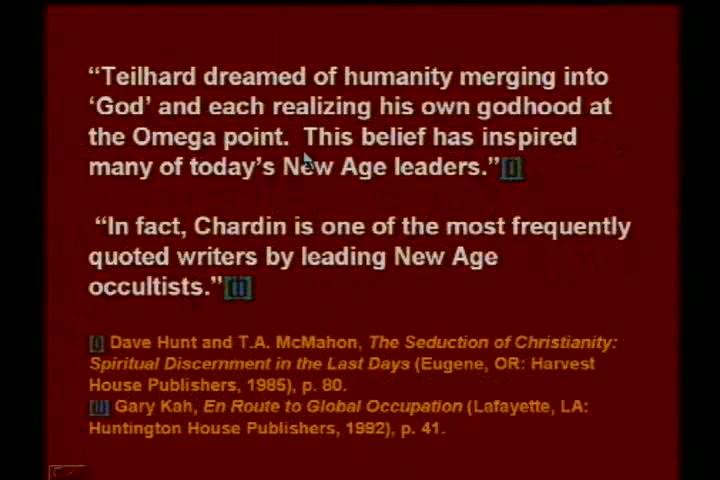 “Teilhard dreamed of humanity merging into
‘God’ and each realizing his own godhood at
the Omega point.  This belief has inspired
many of today’s New Age leaders.”[i]
“In fact, Chardin is one of the most frequently
quoted writers by leading New Age
occultists.”[ii]
[i] Dave Hunt and T.A. McMahon, The Seduction of Christianity:
Spiritual Discernment in the Last Days (Eugene, OR: Harvest
House Publishers, 1985), p. 80.
[ii] Gary Kah, En Route to Global Occupation (Lafayette, LA:
Huntington House Publishers, 1992), p. 41.